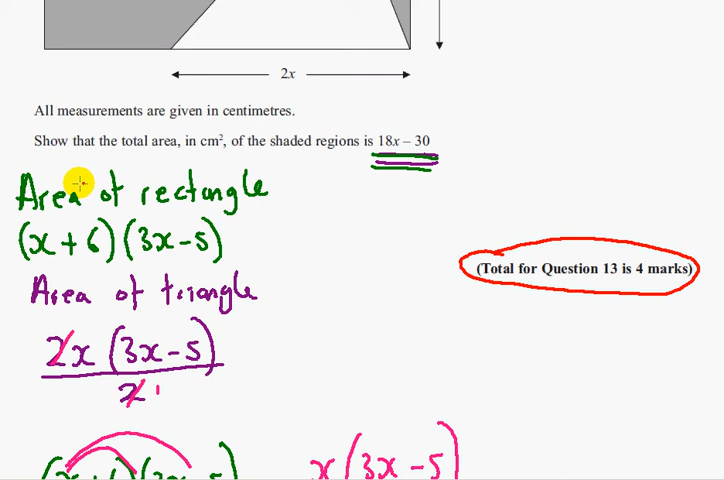 2x
All measurements are given in centimetres.
Show that the total area, in cm², of the shaded regions is 18x – 30
Area of rectangle
(x + 6)(3x - 5)
(Total for Question 13 is 4 marks)
Area of triangle
2x (3x - 5)
2 1
x(3x - 5)